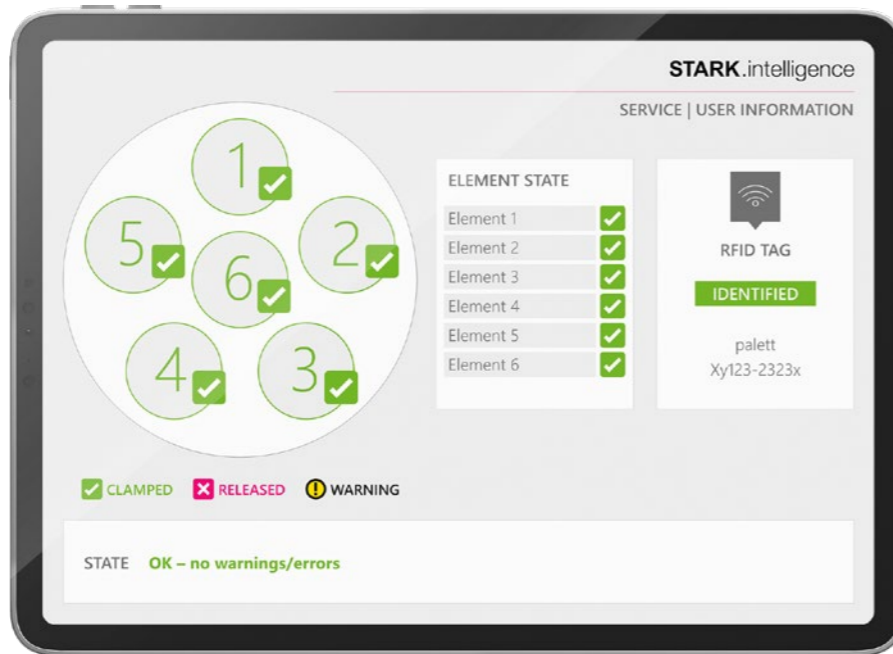 STARK.intelligence
SERVICE | USER INFORMATION
1
5
2
6
4
3
ELEMENT STATE
Element 1
Element 2
Element 3
Element 4
Element 5
Element 6
RFID TAG
IDENTIFIED
palett
Xy123-2323x
CLAMPED RELEASED WARNING
STATE OK – no warnings/errors